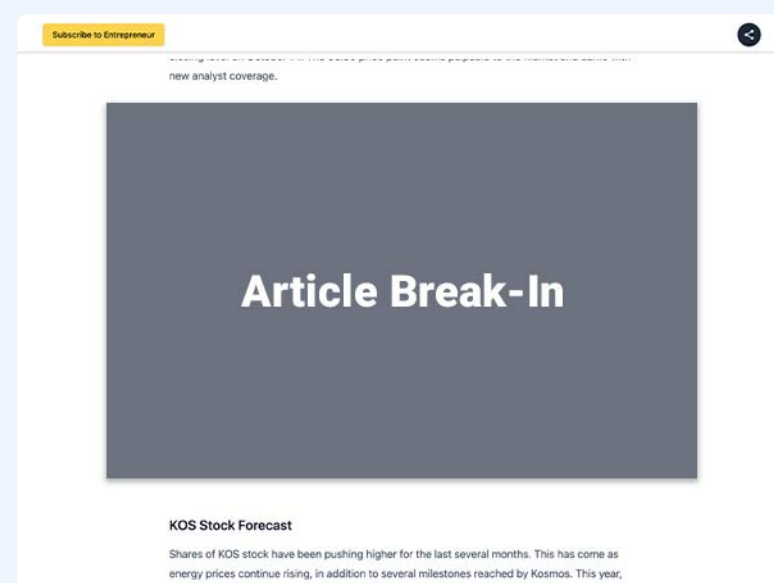 Subscribe to Entrepreneur
new analyst coverage.
Article Break-In
KOS Stock Forecast
Shares of KOS stock have been pushing higher for the last several months. This has come as
energy prices continue rising, in addition to several milestones reached by Kosmos. This year,